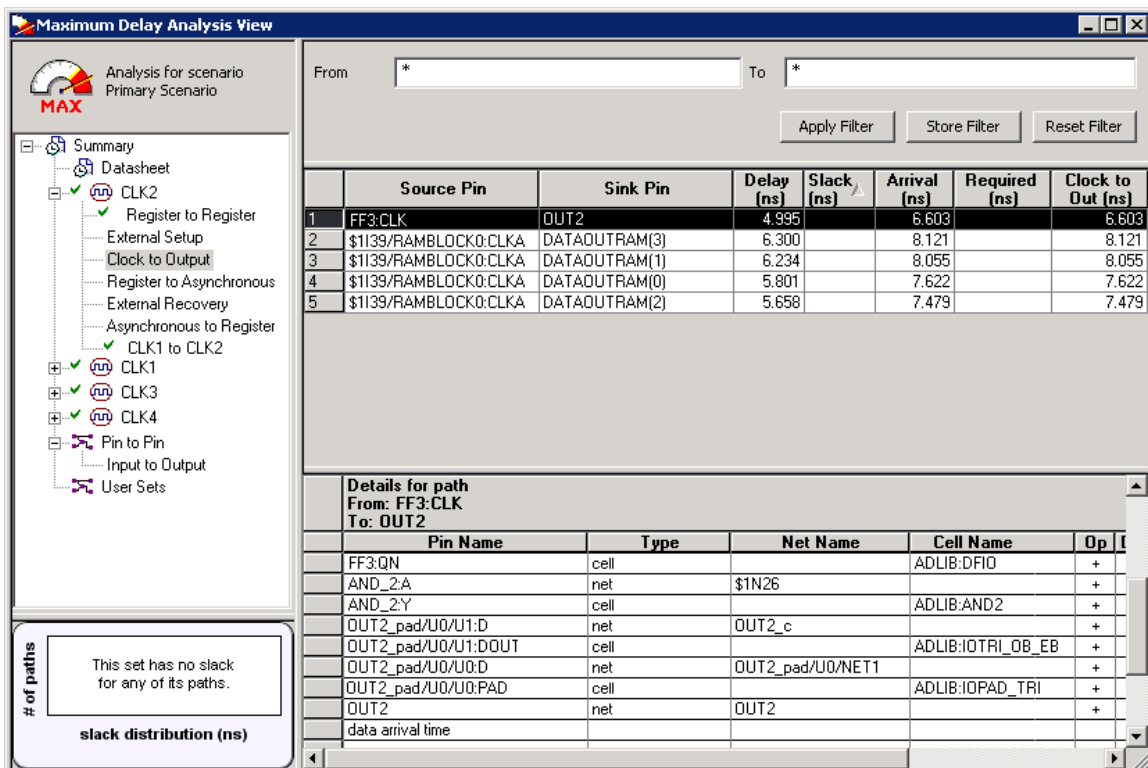 Maximum Delay Analysis View
MAX
Analysis for scenario
Primary Scenario
Summary
Datasheet
CLK2
Register to Register
External Setup
Clock to Output
Register to Asynchronous
External Recovery
Asynchronous to Register
CLK1 to CLK2
CLK1
CLK3
CLK4
Pin to Pin
Input to Output
User Sets
# of paths
This set has no slack
for any of its paths.
slack distribution (ns)
From * To *
Apply Filter Store Filter Reset Filter
Source Pin Sink Pin Delay (ns) Slack (ns) Arrival (ns) Required (ns) Clock to Out (ns)
1 FF3:CLK OUT2 4.995 6.603 6.603
2 $1I39/RAMBLOCK0:CLKA DATAOUTRAM(3) 6.300 8.121 8.121
3 $1I39/RAMBLOCK0:CLKA DATAOUTRAM(1) 6.234 8.055 8.055
4 $1I39/RAMBLOCK0:CLKA DATAOUTRAM(0) 5.801 7.622 7.622
5 $1I39/RAMBLOCK0:CLKA DATAOUTRAM(2) 5.658 7.479 7.479
Details for path
From: FF3:CLK
To: OUT2
Pin Name Type Net Name Cell Name Op
FF3:QN cell ADLIB:DFI0 +
AND_2:A net $1N26 +
AND_2:Y cell ADLIB:AND2 +
OUT2_pad/U0/U1:D net OUT2_c +
OUT2_pad/U0/U1:DOUT cell ADLIB:IOTRI_OB_EB +
OUT2_pad/U0/U0:D net OUT2_pad/U0/NET1 +
OUT2_pad/U0/U0:PAD cell ADLIB:IOPAD_TRI +
OUT2 net OUT2 +
data arrival time